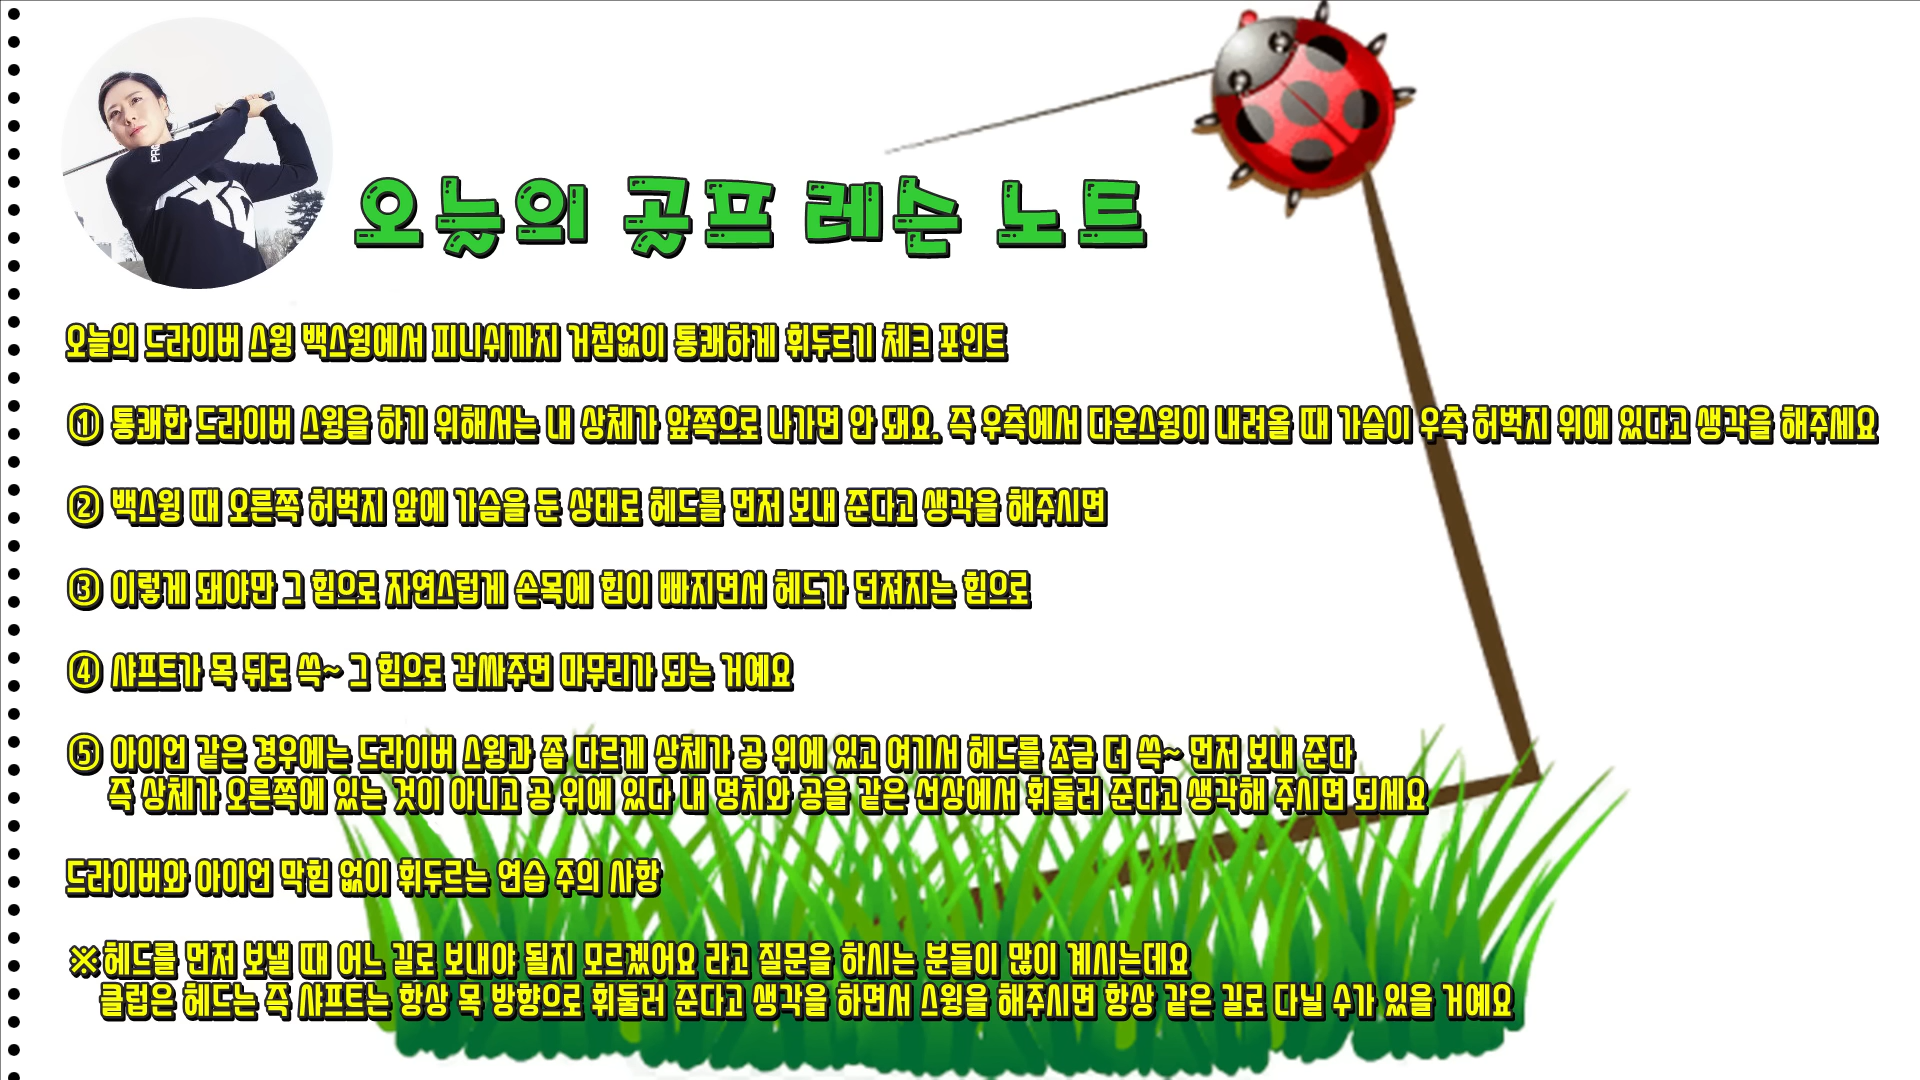 PRO
오늘의 골프 레슨 노트
오늘의 드라이버 스윙 백스윙에서 피니쉬까지 거침없이 통쾌하게 휘두르기 체크 포인트
① 통쾌한 드라이버 스윙을 하기 위해서는 내 상체가 앞쪽으로 나가면 안 돼요. 즉 우측에서 다운스윙이 내려올 때 가슴이 우측 허벅지 위에 있다고 생각을 해주세요
② 백스윙 때 오른쪽 허벅지 앞에 가슴을 둔 상태로 헤드를 먼저 보내 준다고 생각을 해주시면
③ 이렇게 돼야만 그 힘으로 자연스럽게 손목에 힘이 빠지면서 헤드가 던져지는 힘으로
④ 샤프트가 목 뒤로 쓱~ 그 힘으로 감싸주면 마무리가 되는 거예요
⑤ 아이언 같은 경우에는 드라이버 스윙과 좀 다르게 상체가 공 위에 있고 여기서 헤드를 조금 더 쓱~ 먼저 보내 준다
즉 상체가 오른쪽에 있는 것이 아니고 공 위에 있다 내 명치와 공을 같은 선상에서 휘둘러 준다고 생각해 주시면 되세요
드라이버와 아이언 막힘 없이 휘두르는 연습 주의 사항
※ 헤드를 먼저 보낼 때 어느 길로 보내야 될지 모르겠어요 라고 질문을 하시는 분들이 많이 계시는데요
클럽은 헤드는 즉 샤프트는 항상 목 방향으로 휘둘러 준다고 생각을 하면서 스윙을 해주시면 항상 같은 길로 다닐 수가 있을 거예요